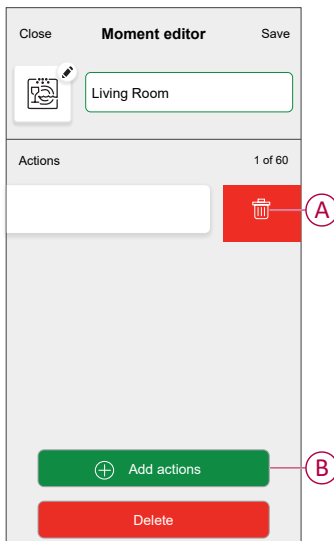 Close Moment editor Save
Living Room
Actions 1 of 60
A
Add actions B
Delete